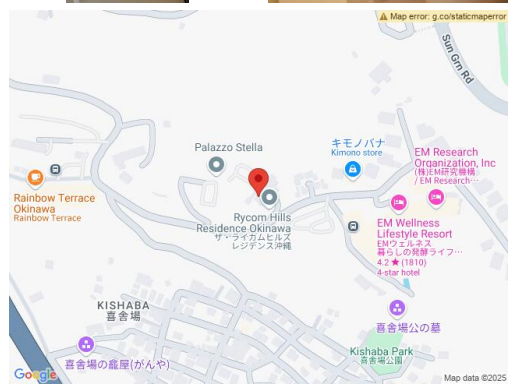 Map error: g.co/staticmaperror
Sun Grn Rd
Palazzo Stella
キモノバナ
Kimono store
EM Research
Organization, Inc
(株)EM研究機構
/ EM Research…
Rainbow Terrace
Okinawa
Rainbow Terrace
Rycom Hills
Residence Okinawa
ザ・ライカムヒルズ
レジデンス沖縄
EM Wellness
Lifestyle Resort
EMウェルネス
暮らしの発酵ライフ…
4.2 ★ (1810)
4-star hotel
KISHABA
喜舎場
喜舎場公の墓
Kishaba Park
喜舎場公園
喜舎場の龕屋(がんや)
Google
Map data ©2025